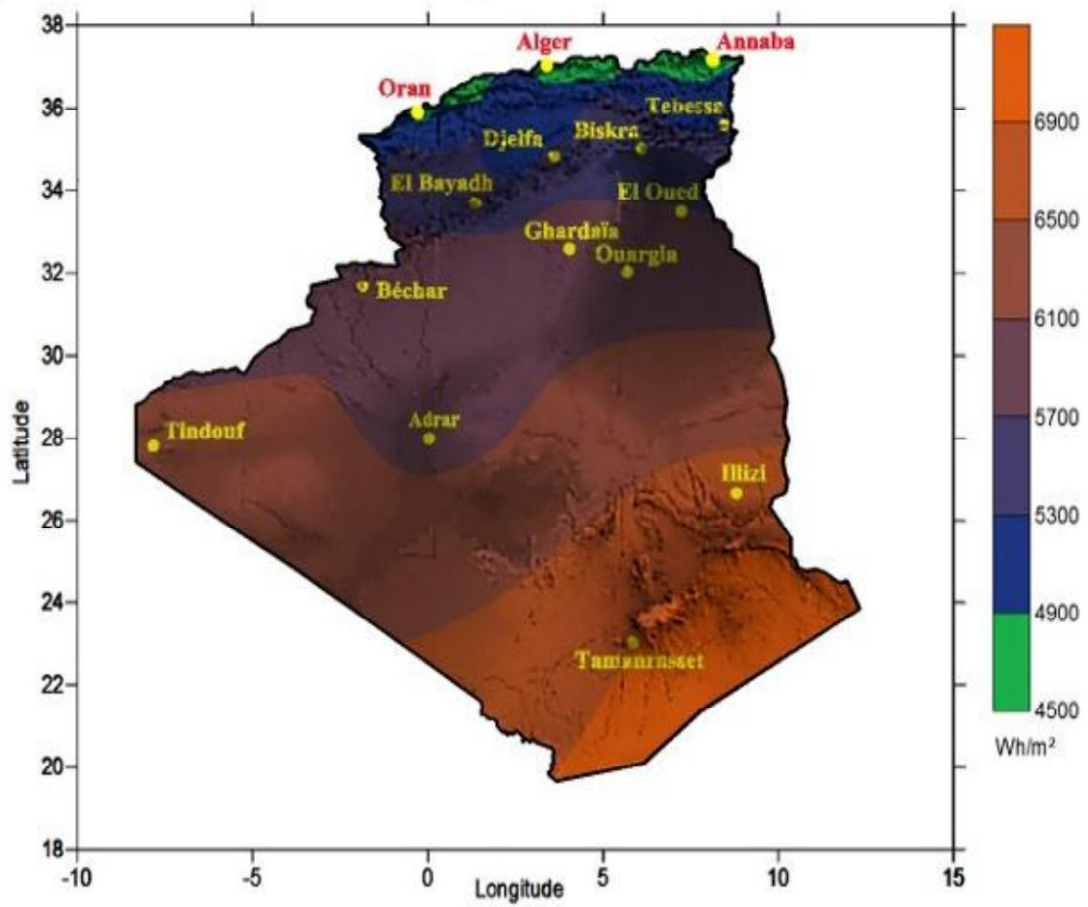 38
36
34
32
30
28
26
24
22
20
18
Latitude
-10
-5
0
5
10
15
Longitude
Alger
Annaba
Oran
Tebessa
Biskra
Djelfa
El Bayadh
El Oued
Ghardaïa
Ouargla
Béchar
Adrar
Tindouf
Illizi
Tamanrasset
6900
6500
6100
5700
5300
4900
4500
Wh/m²